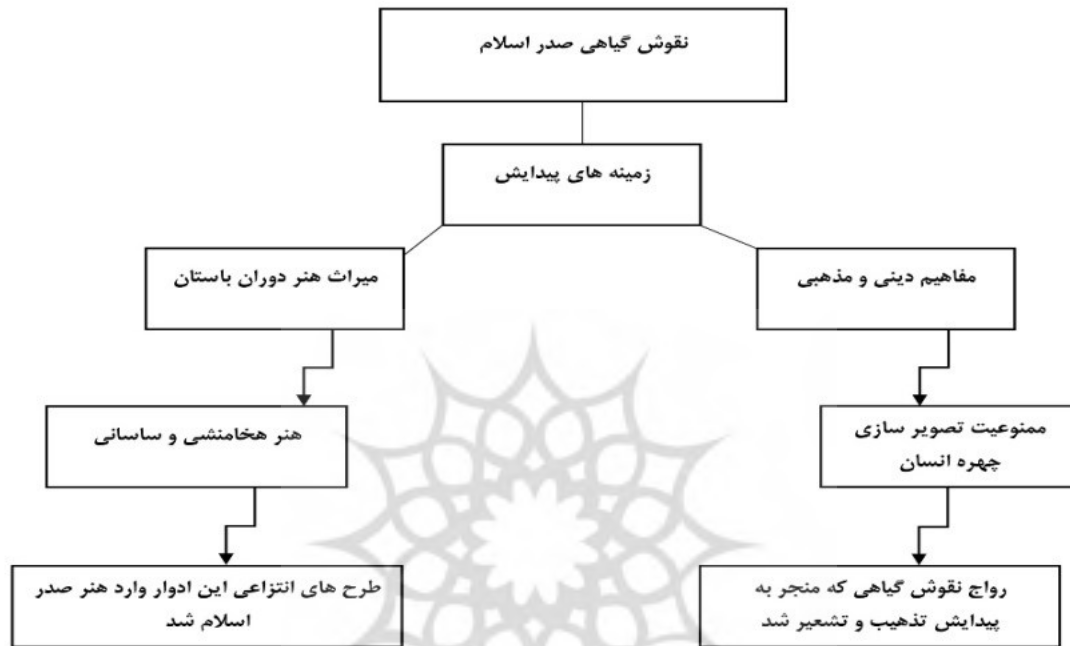 نقوش گیاهی صدر اسلام
زمینه های پیدایش
مفاهیم دینی و مذهبی
میراث هنر دوران باستان
ممنوعیت تصویر سازی
چهره انسان
هنر هخامنشی و ساسانی
رواج نقوش گیاهی که منجر به
پیدایش تذهیب و تشعیر شد
طرح های انتزاعی این ادوار وارد هنر صدر
اسلام شد